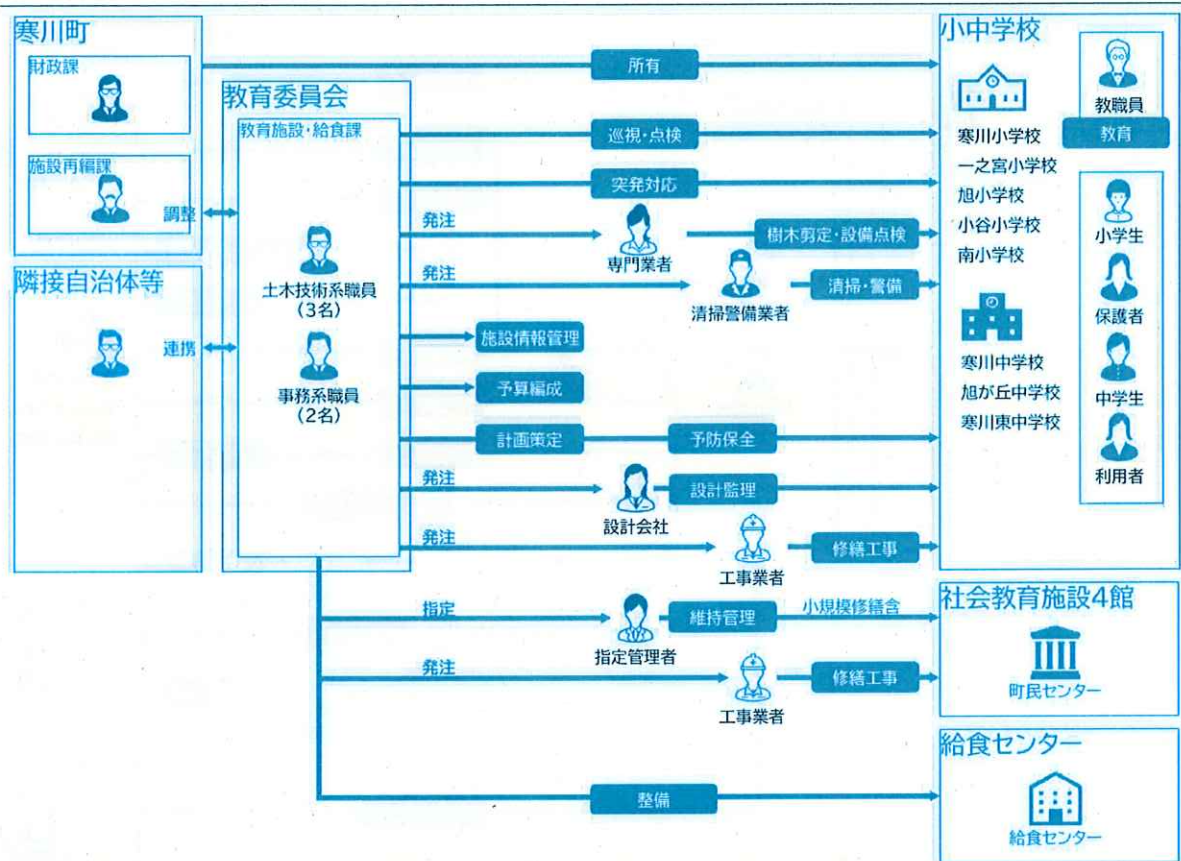 寒川町
財政課
施設再編課
調整
隣接自治体等
連携
教育委員会
教育施設・給食課
土木技術系職員
(3名)
事務系職員
(2名)
所有
巡視・点検
突発対応
発注
専門業者
樹木剪定・設備点検
発注
清掃警備業者
清掃・警備
施設情報管理
予算編成
計画策定
予防保全
発注
設計会社
設計監理
発注
工事業者
修繕工事
指定
指定管理者
維持管理
小規模修繕含
発注
工事業者
修繕工事
整備
小中学校
寒川小学校
一之宮小学校
旭小学校
小谷小学校
南小学校
寒川中学校
旭が丘中学校
寒川東中学校
教職員
教育
小学生
保護者
中学生
利用者
社会教育施設4館
町民センター
給食センター
給食センター